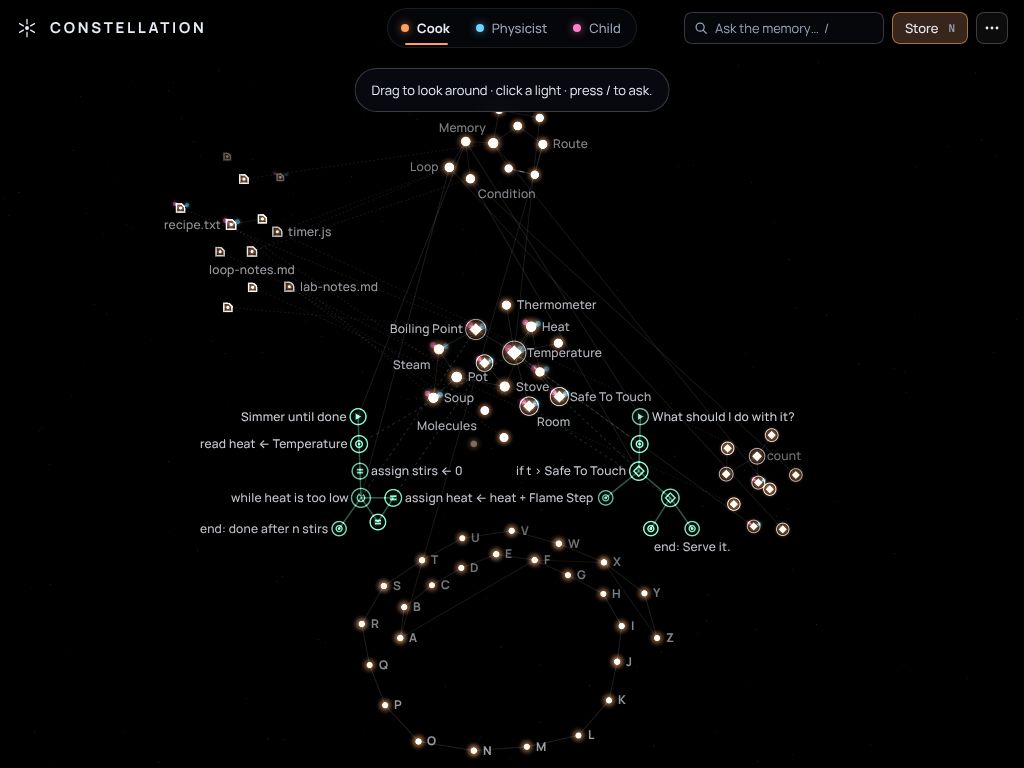 CONSTELLATION
Cook
Physicist
Child
Ask the memory... /
Store N
Drag to look around · click a light · press / to ask.
Memory
Route
Loop
Condition
recipe.txt
timer.js
loop-notes.md
lab-notes.md
Thermometer
Boiling Point
Heat
Temperature
Steam
Pot
Stove
Soup
Safe To Touch
Room
Molecules
Simmer until done
What should I do with it?
read heat ← Temperature
count
assign stirs ← 0
if t > Safe To Touch
while heat is too low
assign heat ← heat + Flame Step
end: done after n stirs
end: Serve it.
U
V
W
T
D
E
F
X
S
C
G
B
H
Y
R
A
I
Z
Q
J
P
K
O
N
M
L